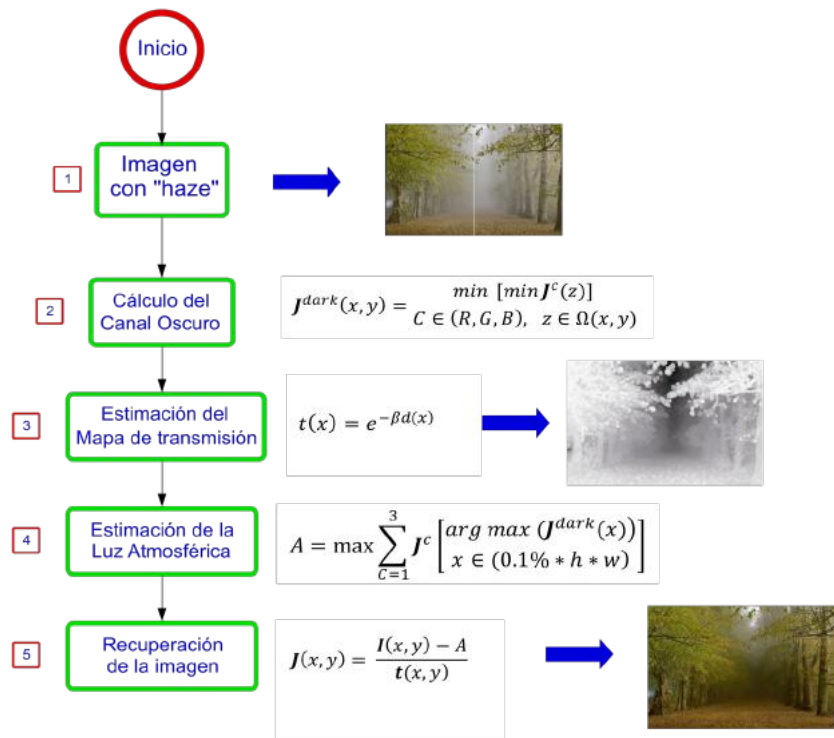 Inicio
1
Imagen
con "haze"
2
Cálculo del
Canal Oscuro
J^{dark}(x, y) = min [minJ^c(z)]
C ∈ (R, G, B), z ∈ Ω(x, y)
3
Estimación del
Mapa de transmisión
t(x) = e^{−βd(x)}
4
Estimación de la
Luz Atmosférica
A = max ∑_{C=1}^{3} J^c [arg max (J^{dark}(x))
x ∈ (0.1% * h * w)]
5
Recuperación
de la imagen
J(x, y) = \frac{I(x, y) − A}{t(x, y)}